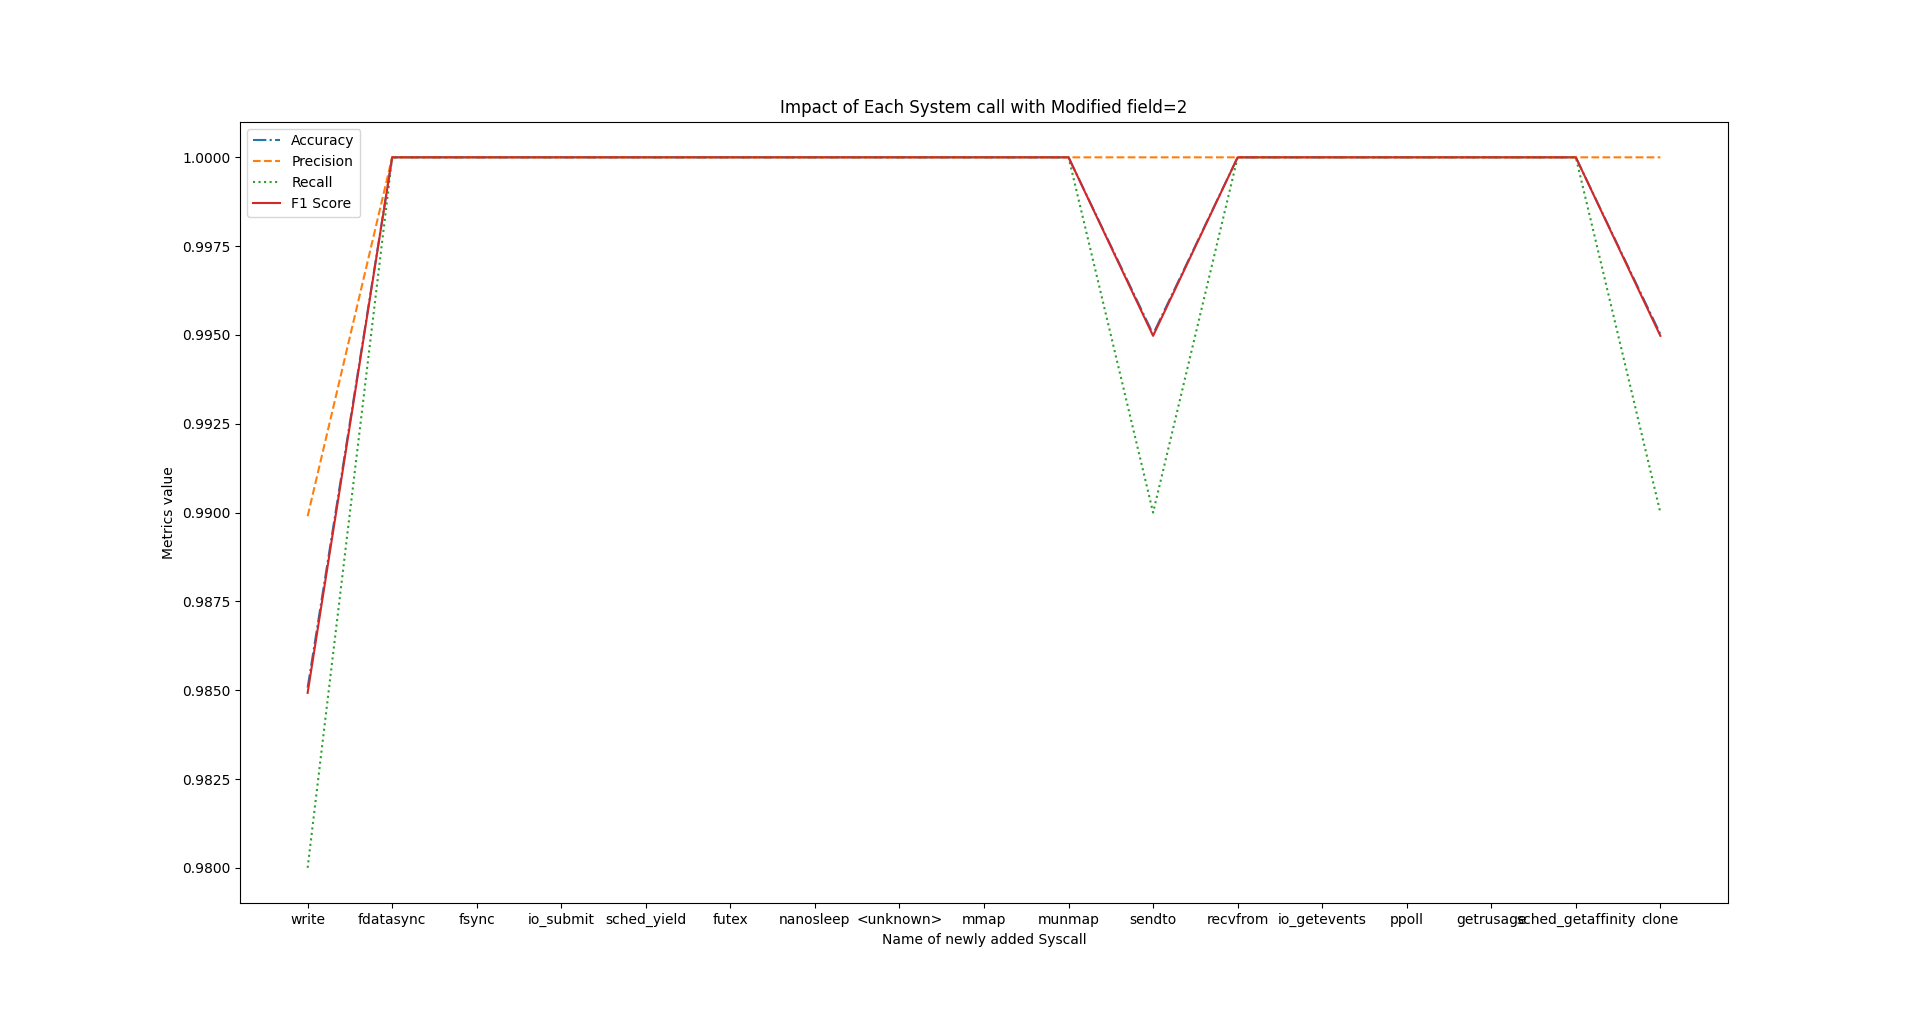 Impact of Each System call with Modified field=2
Accuracy
Precision
Recall
F1 Score
1.0000
0.9975
0.9950
0.9925
0.9900
0.9875
0.9850
0.9825
0.9800
Metrics value
write fdatasync fsync io_submit sched_yield futex nanosleep <unknown> mmap munmap sendto recvfrom io_getevents ppoll getrusage sched_getaffinity clone
Name of newly added Syscall